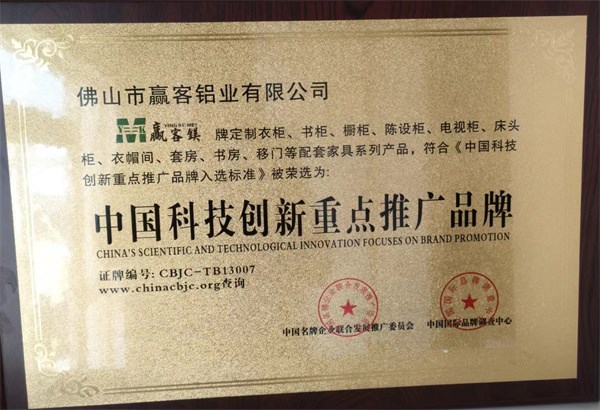 佛山市赢客铝业有限公司
YING KE MEI
赢客鎂 牌定制衣柜、书柜、橱柜、陈设柜、电视柜、床头
柜、衣帽间、套房、书房、移门等配套家具系列产品，符合《中国科技
创新重点推广品牌入选标准》被荣选为:
中国科技创新重点推广品牌
CHINA'S SCIENTIFIC AND TECHNOLOGICAL INNOVATION FOCUSES ON BRAND PROMOTION
证牌编号: CBJC-TB13007
www.chinacbjc.org查询
中国名牌企业联合发展推广委员会 中国国际品牌调查中心